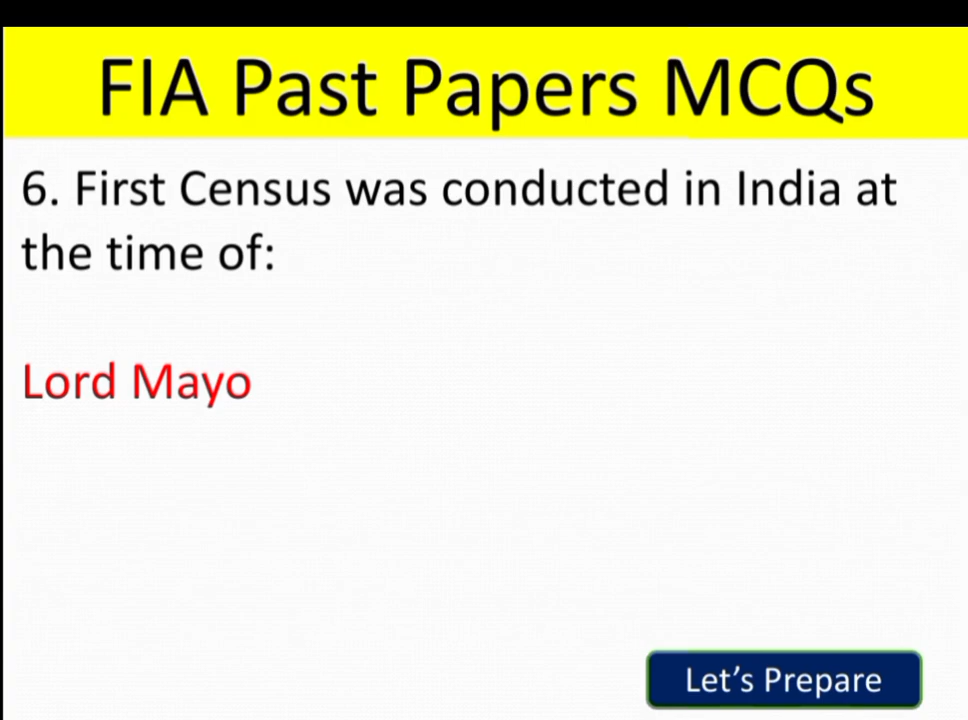 FIA Past Papers MCQs
6. First Census was conducted in India at
the time of:
Lord Mayo
Let's Prepare